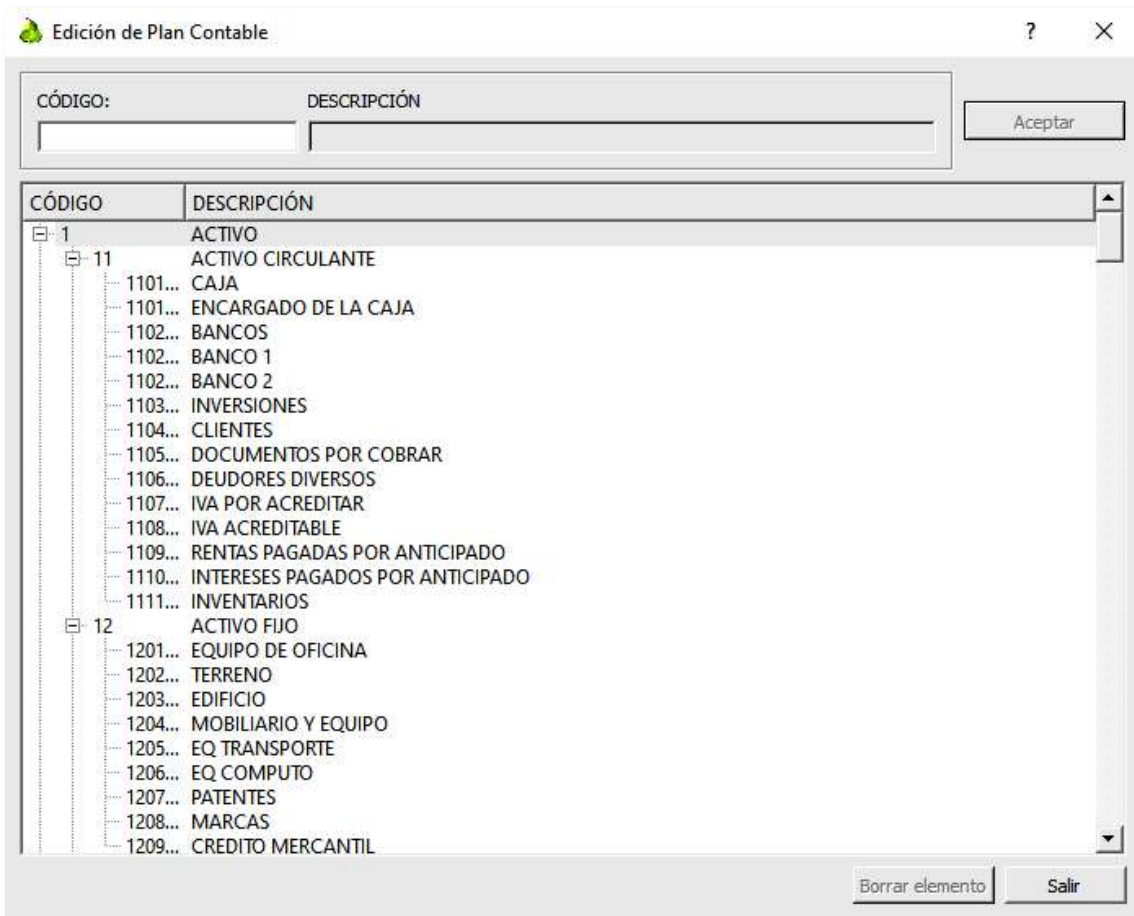 Edición de Plan Contable ?
CÓDIGO: DESCRIPCIÓN
Aceptar
CÓDIGO DESCRIPCIÓN
1 ACTIVO
11 ACTIVO CIRCULANTE
1101... CAJA
1101... ENCARGADO DE LA CAJA
1102... BANCOS
1102... BANCO 1
1102... BANCO 2
1103... INVERSIONES
1104... CLIENTES
1105... DOCUMENTOS POR COBRAR
1106... DEUDORES DIVERSOS
1107... IVA POR ACREDITAR
1108... IVA ACREDITABLE
1109... RENTAS PAGADAS POR ANTICIPADO
1110... INTERESES PAGADOS POR ANTICIPADO
1111... INVENTARIOS
12 ACTIVO FIJO
1201... EQUIPO DE OFICINA
1202... TERRENO
1203... EDIFICIO
1204... MOBILIARIO Y EQUIPO
1205... EQ TRANSPORTE
1206... EQ COMPUTO
1207... PATENTES
1208... MARCAS
1209... CREDITO MERCANTIL
Borrar elemento Salir